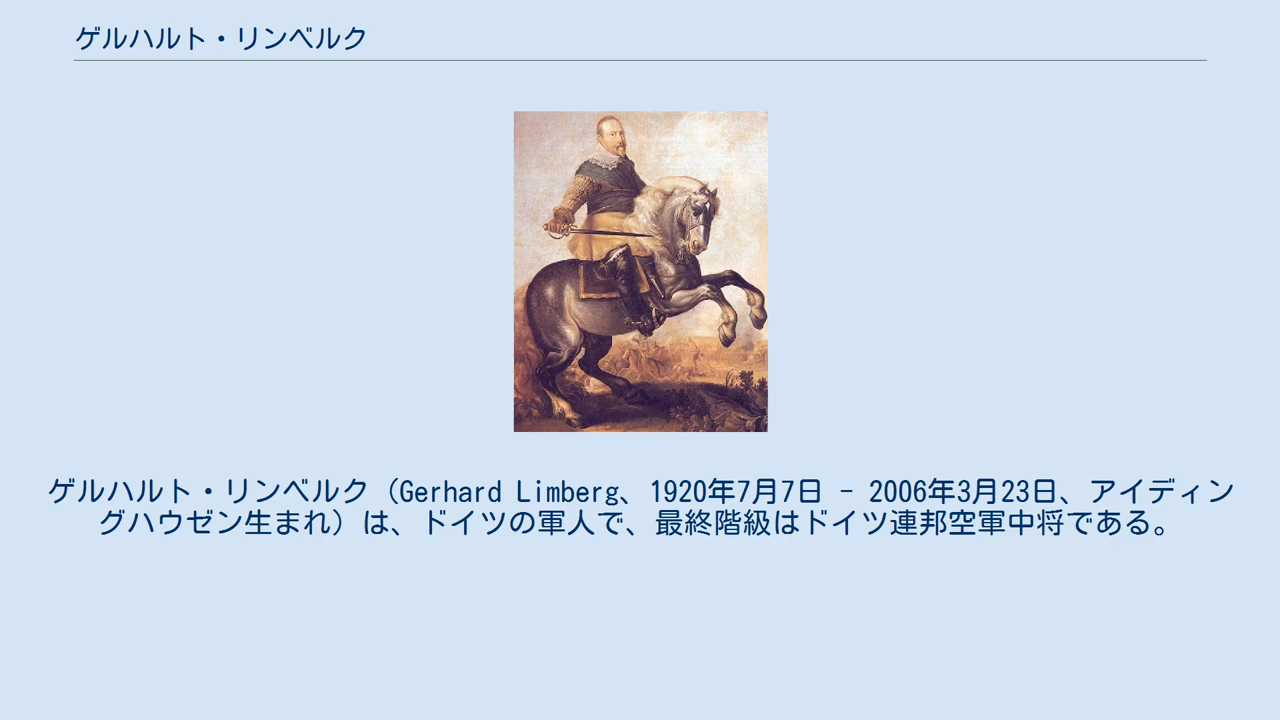 ゲルハルト・リンベルク
ゲルハルト・リンベルク（Gerhard Limberg、1920年7月7日 - 2006年3月23日、アイディン
グハウゼン生まれ）は、ドイツの軍人で、最終階級はドイツ連邦空軍中将である。